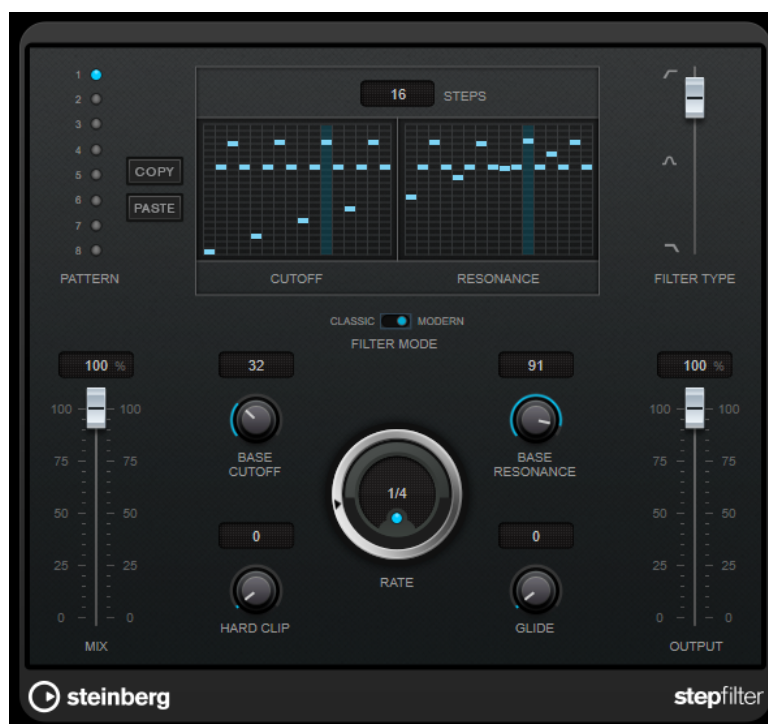 1
2
3
4
5
6
7
8
PATTERN
COPY
PASTE
16 STEPS
CUTOFF
RESONANCE
FILTER TYPE
CLASSIC MODERN
FILTER MODE
100 %
32
91
100 %
100 100
75 75
50 50
25 25
0 0
MIX
BASE
CUTOFF
0
HARD CLIP
1/4
RATE
BASE
RESONANCE
0
GLIDE
100 100
75 75
50 50
25 25
0 0
OUTPUT
steinberg
stepfilter